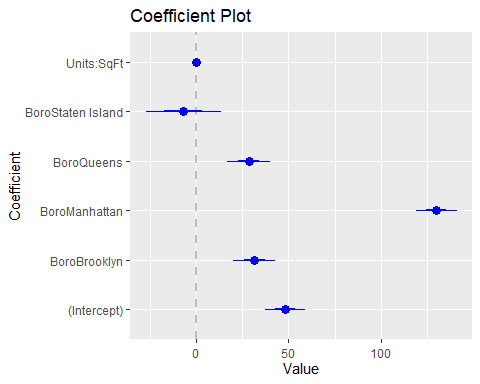 Coefficient Plot
Coefficient
Units:SqFt
BoroStaten Island
BoroQueens
BoroManhattan
BoroBrooklyn
(Intercept)
0 50 100
Value